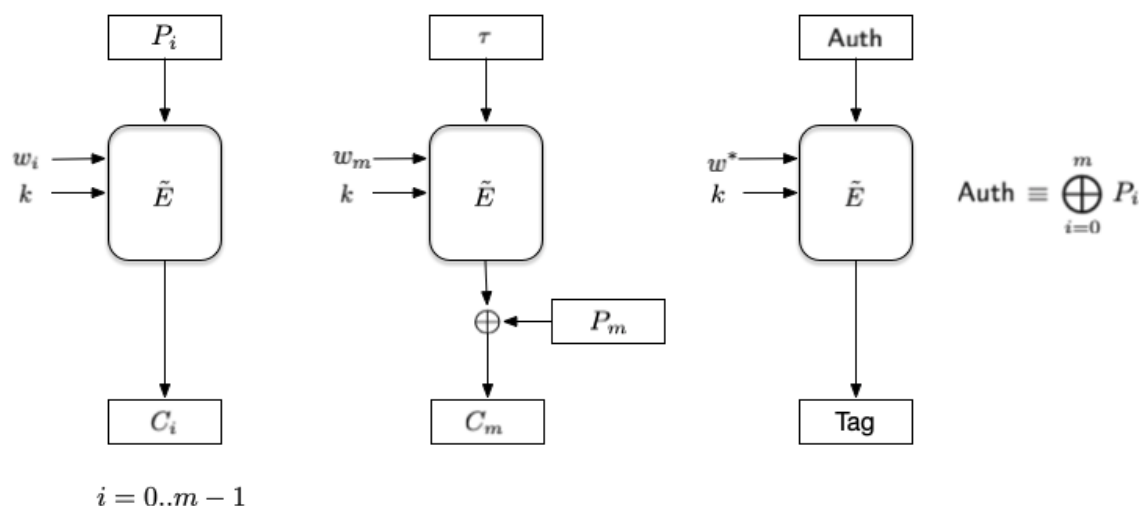 P_i τ Auth
w_i w_m w*
k Ẽ k Ẽ k Ẽ Auth ≡ ⊕_{i=0}^{m} P_i
⊕ P_m
C_i C_m Tag
i = 0..m − 1